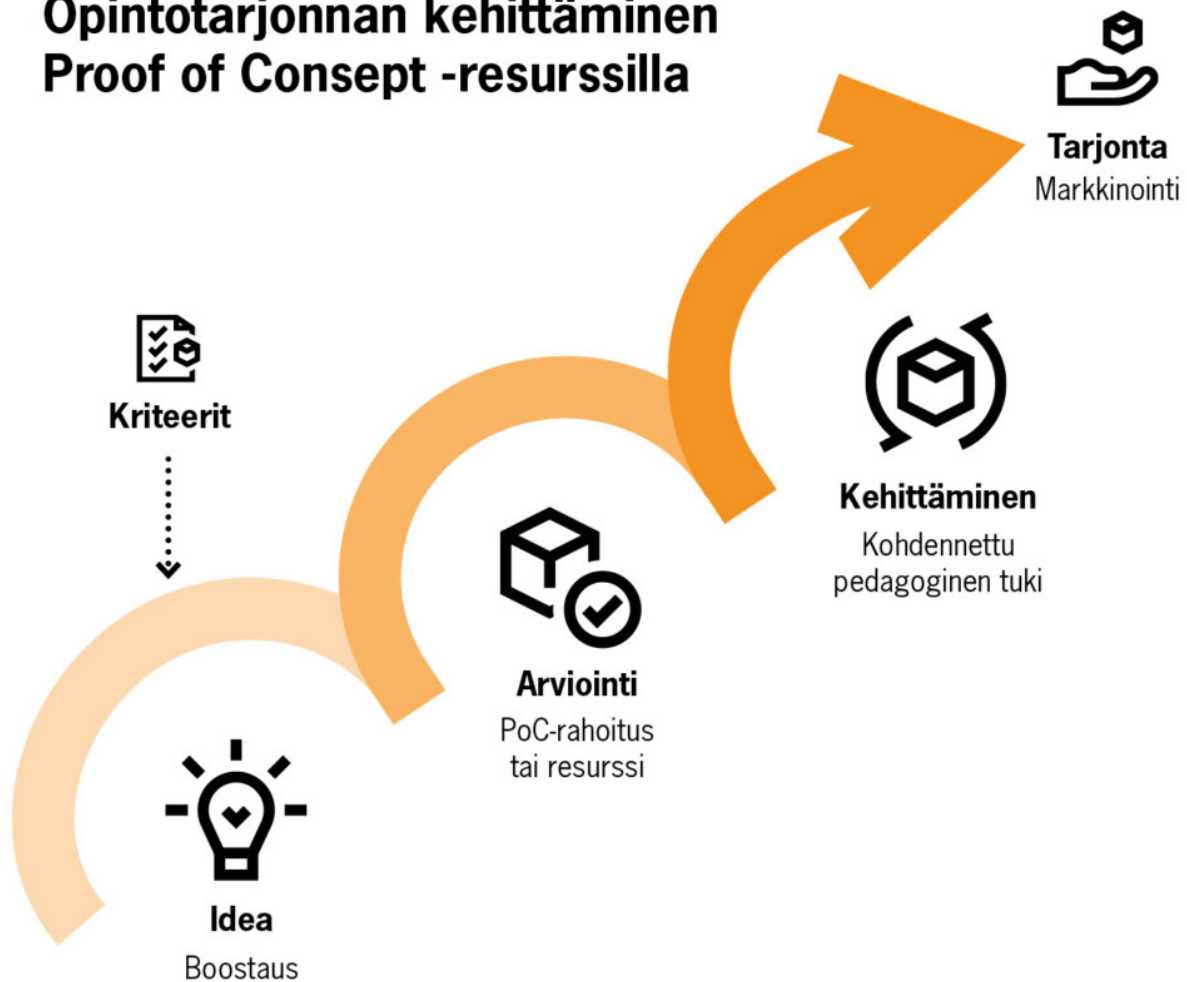 Opintotarjonnan kehittäminen
Proof of Consept -resurssilla
Tarjonta
Markkinointi
Kriteerit
Kehittäminen
Kohdennettu
pedagoginen tuki
Arviointi
PoC-rahoitus
tai resurssi
Idea
Boostaus